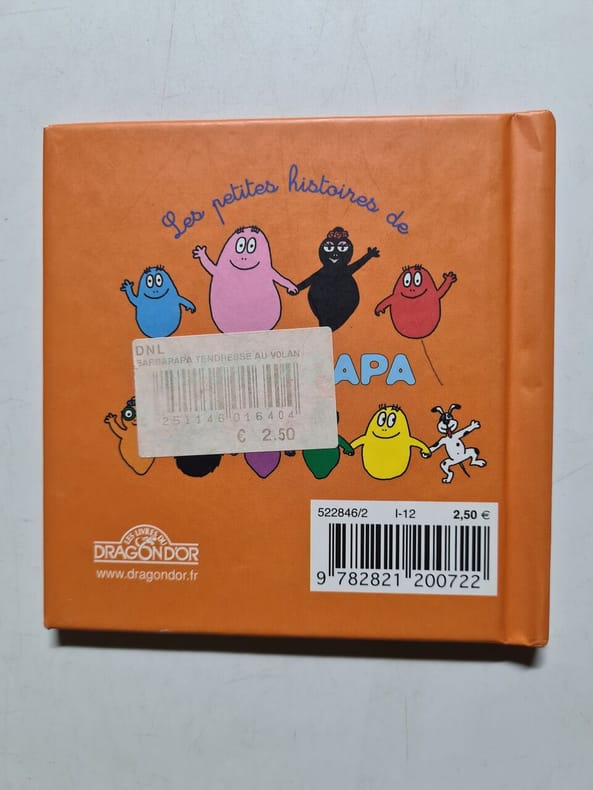 Les petites histoires de
DNL
BARBAPAPA TENDRESSE AU VOLAN
251146 016404
€ 2.50
APA
522846/2 I-12 2,50 €
9 782821 200722
LES LIVRES DU
DRAGOND'OR
www.dragondor.fr